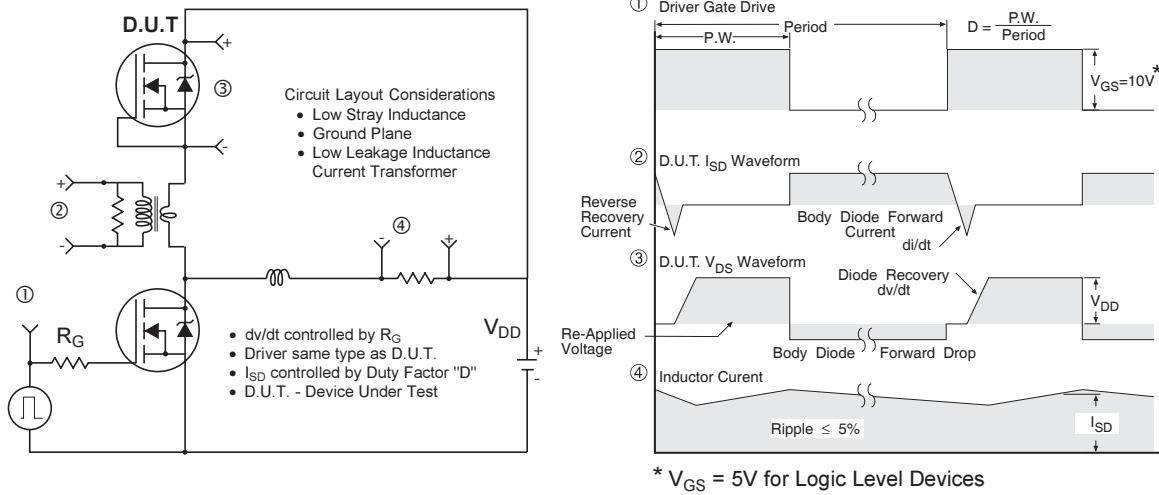 D.U.T
+
③
-
Circuit Layout Considerations
• Low Stray Inductance
• Ground Plane
• Low Leakage Inductance
Current Transformer
+
②
-
④
-
+
①
R_G
V_DD
+
-
• dv/dt controlled by R_G
• Driver same type as D.U.T.
• I_SD controlled by Duty Factor "D"
• D.U.T. - Device Under Test
① Driver Gate Drive
Period
P.W.
D = P.W. / Period
V_GS=10V*
② D.U.T. I_SD Waveform
Reverse
Recovery
Current
Body Diode Forward
Current
di/dt
③ D.U.T. V_DS Waveform
Diode Recovery
dv/dt
V_DD
Re-Applied
Voltage
Body Diode Forward Drop
④ Inductor Curent
Ripple ≤ 5%
I_SD
* V_GS = 5V for Logic Level Devices